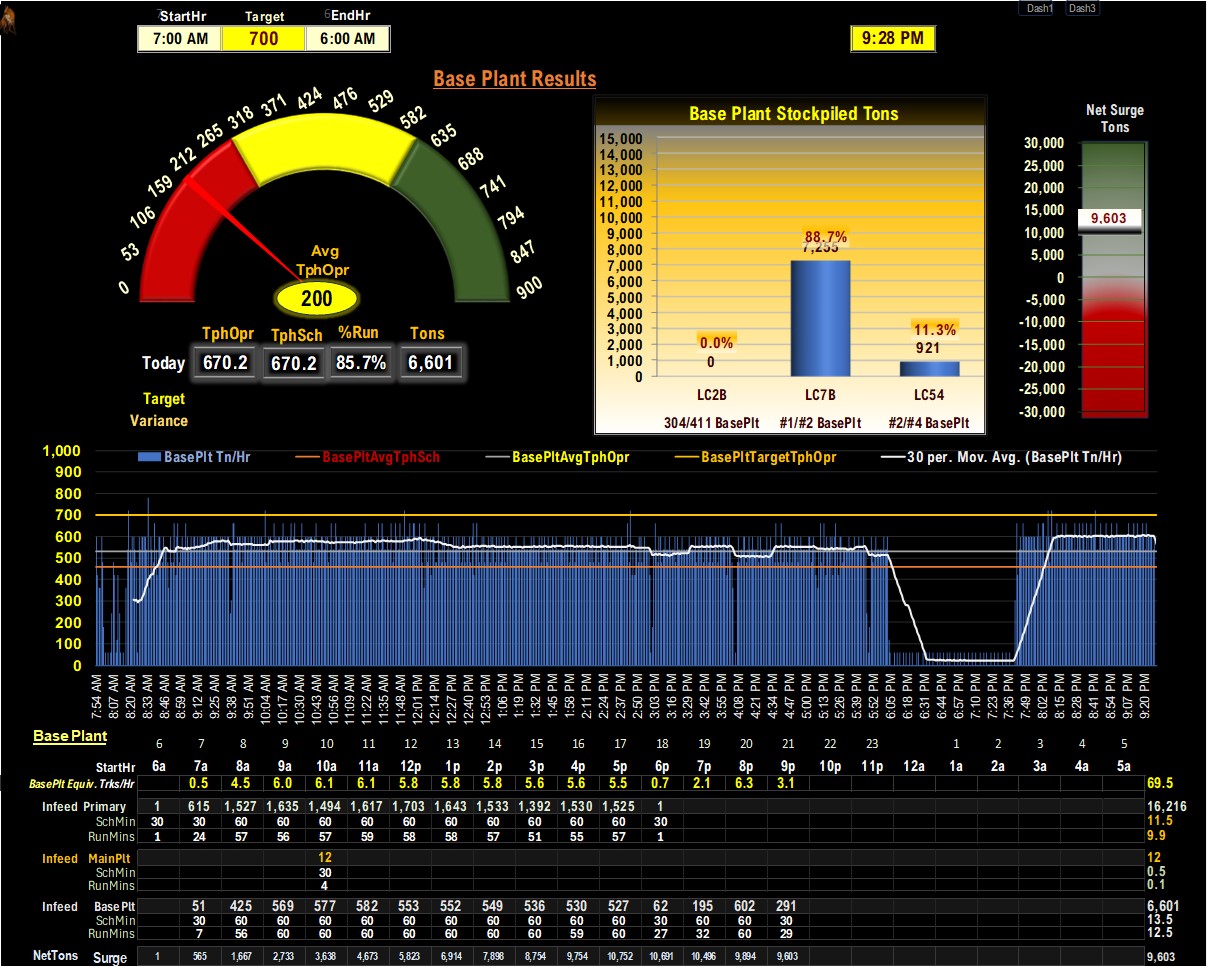 Dash1 Dash3
StartHr Target EndHr
7:00 AM 700 6:00 AM
9:28 PM
Base Plant Results
0 53 106 159 212 265 318 371 424 476 529 582 635 688 741 794 847 900
Avg
TphOpr
200
TphOpr TphSch %Run Tons
Today 670.2 670.2 85.7% 6,601
Target
Variance
Base Plant Stockpiled Tons
15,000
14,000
13,000
12,000
11,000
10,000
9,000
8,000
7,000
6,000
5,000
4,000
3,000
2,000
1,000
0
88.7%
7,255
0.0%
0
11.3%
921
LC2B LC7B LC54
304/411 BasePlt #1/#2 BasePlt #2/#4 BasePlt
Net Surge
Tons
30,000
25,000
20,000
15,000
10,000
5,000
0
-5,000
-10,000
-15,000
-20,000
-25,000
-30,000
9.603
BasePlt Tn/Hr BasePltAvgTphSch BasePltAvgTphOpr BasePltTargetTphOpr 30 per. Mov. Avg. (BasePlt Tn/Hr)
1,000
900
800
700
600
500
400
300
200
100
0
7:54 AM 8:07 AM 8:20 AM 8:33 AM 8:46 AM 8:59 AM 9:12 AM 9:25 AM 9:38 AM 9:51 AM 10:04 AM 10:17 AM 10:30 AM 10:43 AM 10:56 AM 11:09 AM 11:22 AM 11:35 AM 11:48 AM 12:01 PM 12:14 PM 12:27 PM 12:40 PM 12:53 PM 1:06 PM 1:19 PM 1:32 PM 1:45 PM 1:58 PM 2:11 PM 2:24 PM 2:37 PM 2:50 PM 3:03 PM 3:16 PM 3:29 PM 3:42 PM 3:55 PM 4:08 PM 4:21 PM 4:34 PM 4:47 PM 5:00 PM 5:13 PM 5:26 PM 5:39 PM 5:52 PM 6:05 PM 6:18 PM 6:31 PM 6:44 PM 6:57 PM 7:10 PM 7:23 PM 7:36 PM 7:49 PM 8:02 PM 8:15 PM 8:28 PM 8:41 PM 8:54 PM 9:07 PM 9:20 PM
Base Plant
6 7 8 9 10 11 12 13 14 15 16 17 18 19 20 21 22 23 1 2 3 4 5
StartHr 6a 7a 8a 9a 10a 11a 12p 1p 2p 3p 4p 5p 6p 7p 8p 9p 10p 11p 12a 1a 2a 3a 4a 5a
BasePlt Equiv. Trks/Hr 0.5 4.5 6.0 6.1 6.1 5.8 5.8 5.8 5.6 5.6 5.5 0.7 2.1 6.3 3.1 69.5
Infeed Primary 1 615 1,527 1,635 1,494 1,617 1,703 1,643 1,533 1,392 1,530 1,525 1 16,216
SchMin 30 30 60 60 60 60 60 60 60 60 60 60 30 11.5
RunMins 1 24 56 57 56 59 58 58 57 51 55 57 1 9.9
Infeed MainPlt 12 12
SchMin 30 0.5
RunMins 4 0.1
Infeed BasePlt 51 425 569 577 582 553 552 549 536 530 527 62 195 602 291 6,601
SchMin 30 60 60 60 60 60 60 60 60 60 60 30 60 60 30 13.5
RunMins 7 56 60 60 60 60 60 60 60 59 60 27 32 60 29 12.5
NetTons Surge 1 565 1,667 2,733 3,638 4,673 5,823 6,914 7,898 8,754 9,754 10,752 10,691 10,496 9,894 9,603 9,603